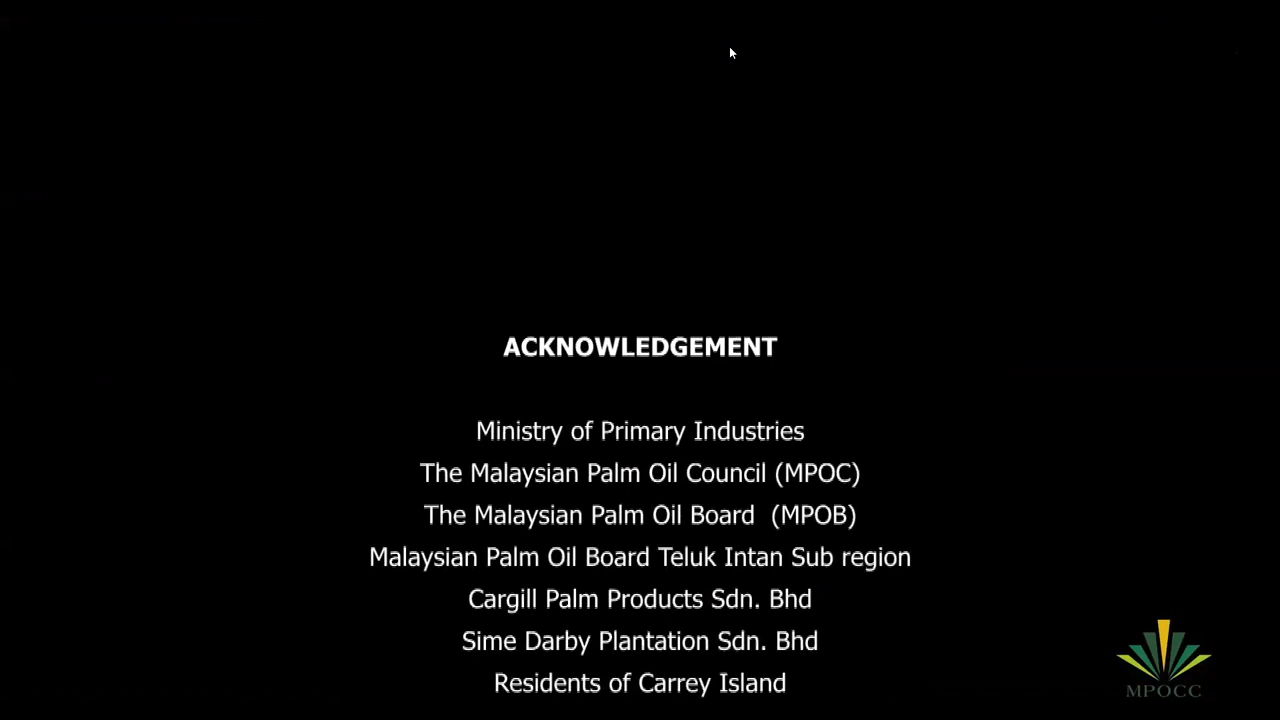 ACKNOWLEDGEMENT
Ministry of Primary Industries
The Malaysian Palm Oil Council (MPOC)
The Malaysian Palm Oil Board  (MPOB)
Malaysian Palm Oil Board Teluk Intan Sub region
Cargill Palm Products Sdn. Bhd
Sime Darby Plantation Sdn. Bhd
Residents of Carrey Island
MPOCC